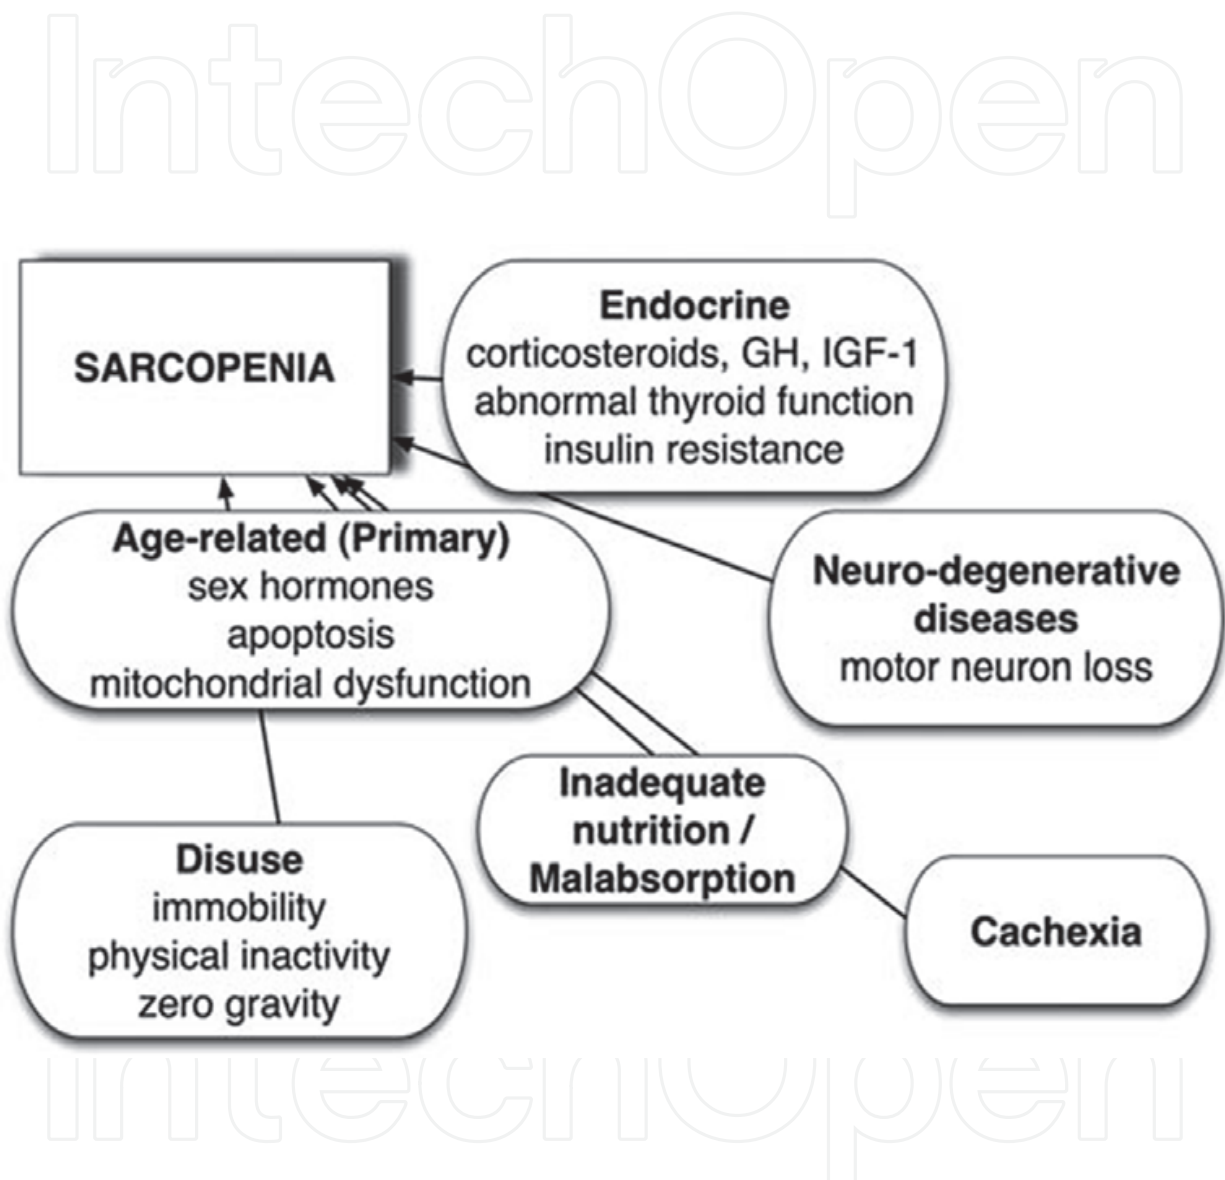 IntechOpen
SARCOPENIA
Endocrine
corticosteroids, GH, IGF-1
abnormal thyroid function
insulin resistance
Age-related (Primary)
sex hormones
apoptosis
mitochondrial dysfunction
Neuro-degenerative
diseases
motor neuron loss
Inadequate
nutrition /
Malabsorption
Disuse
immobility
physical inactivity
zero gravity
Cachexia
IntechOpen